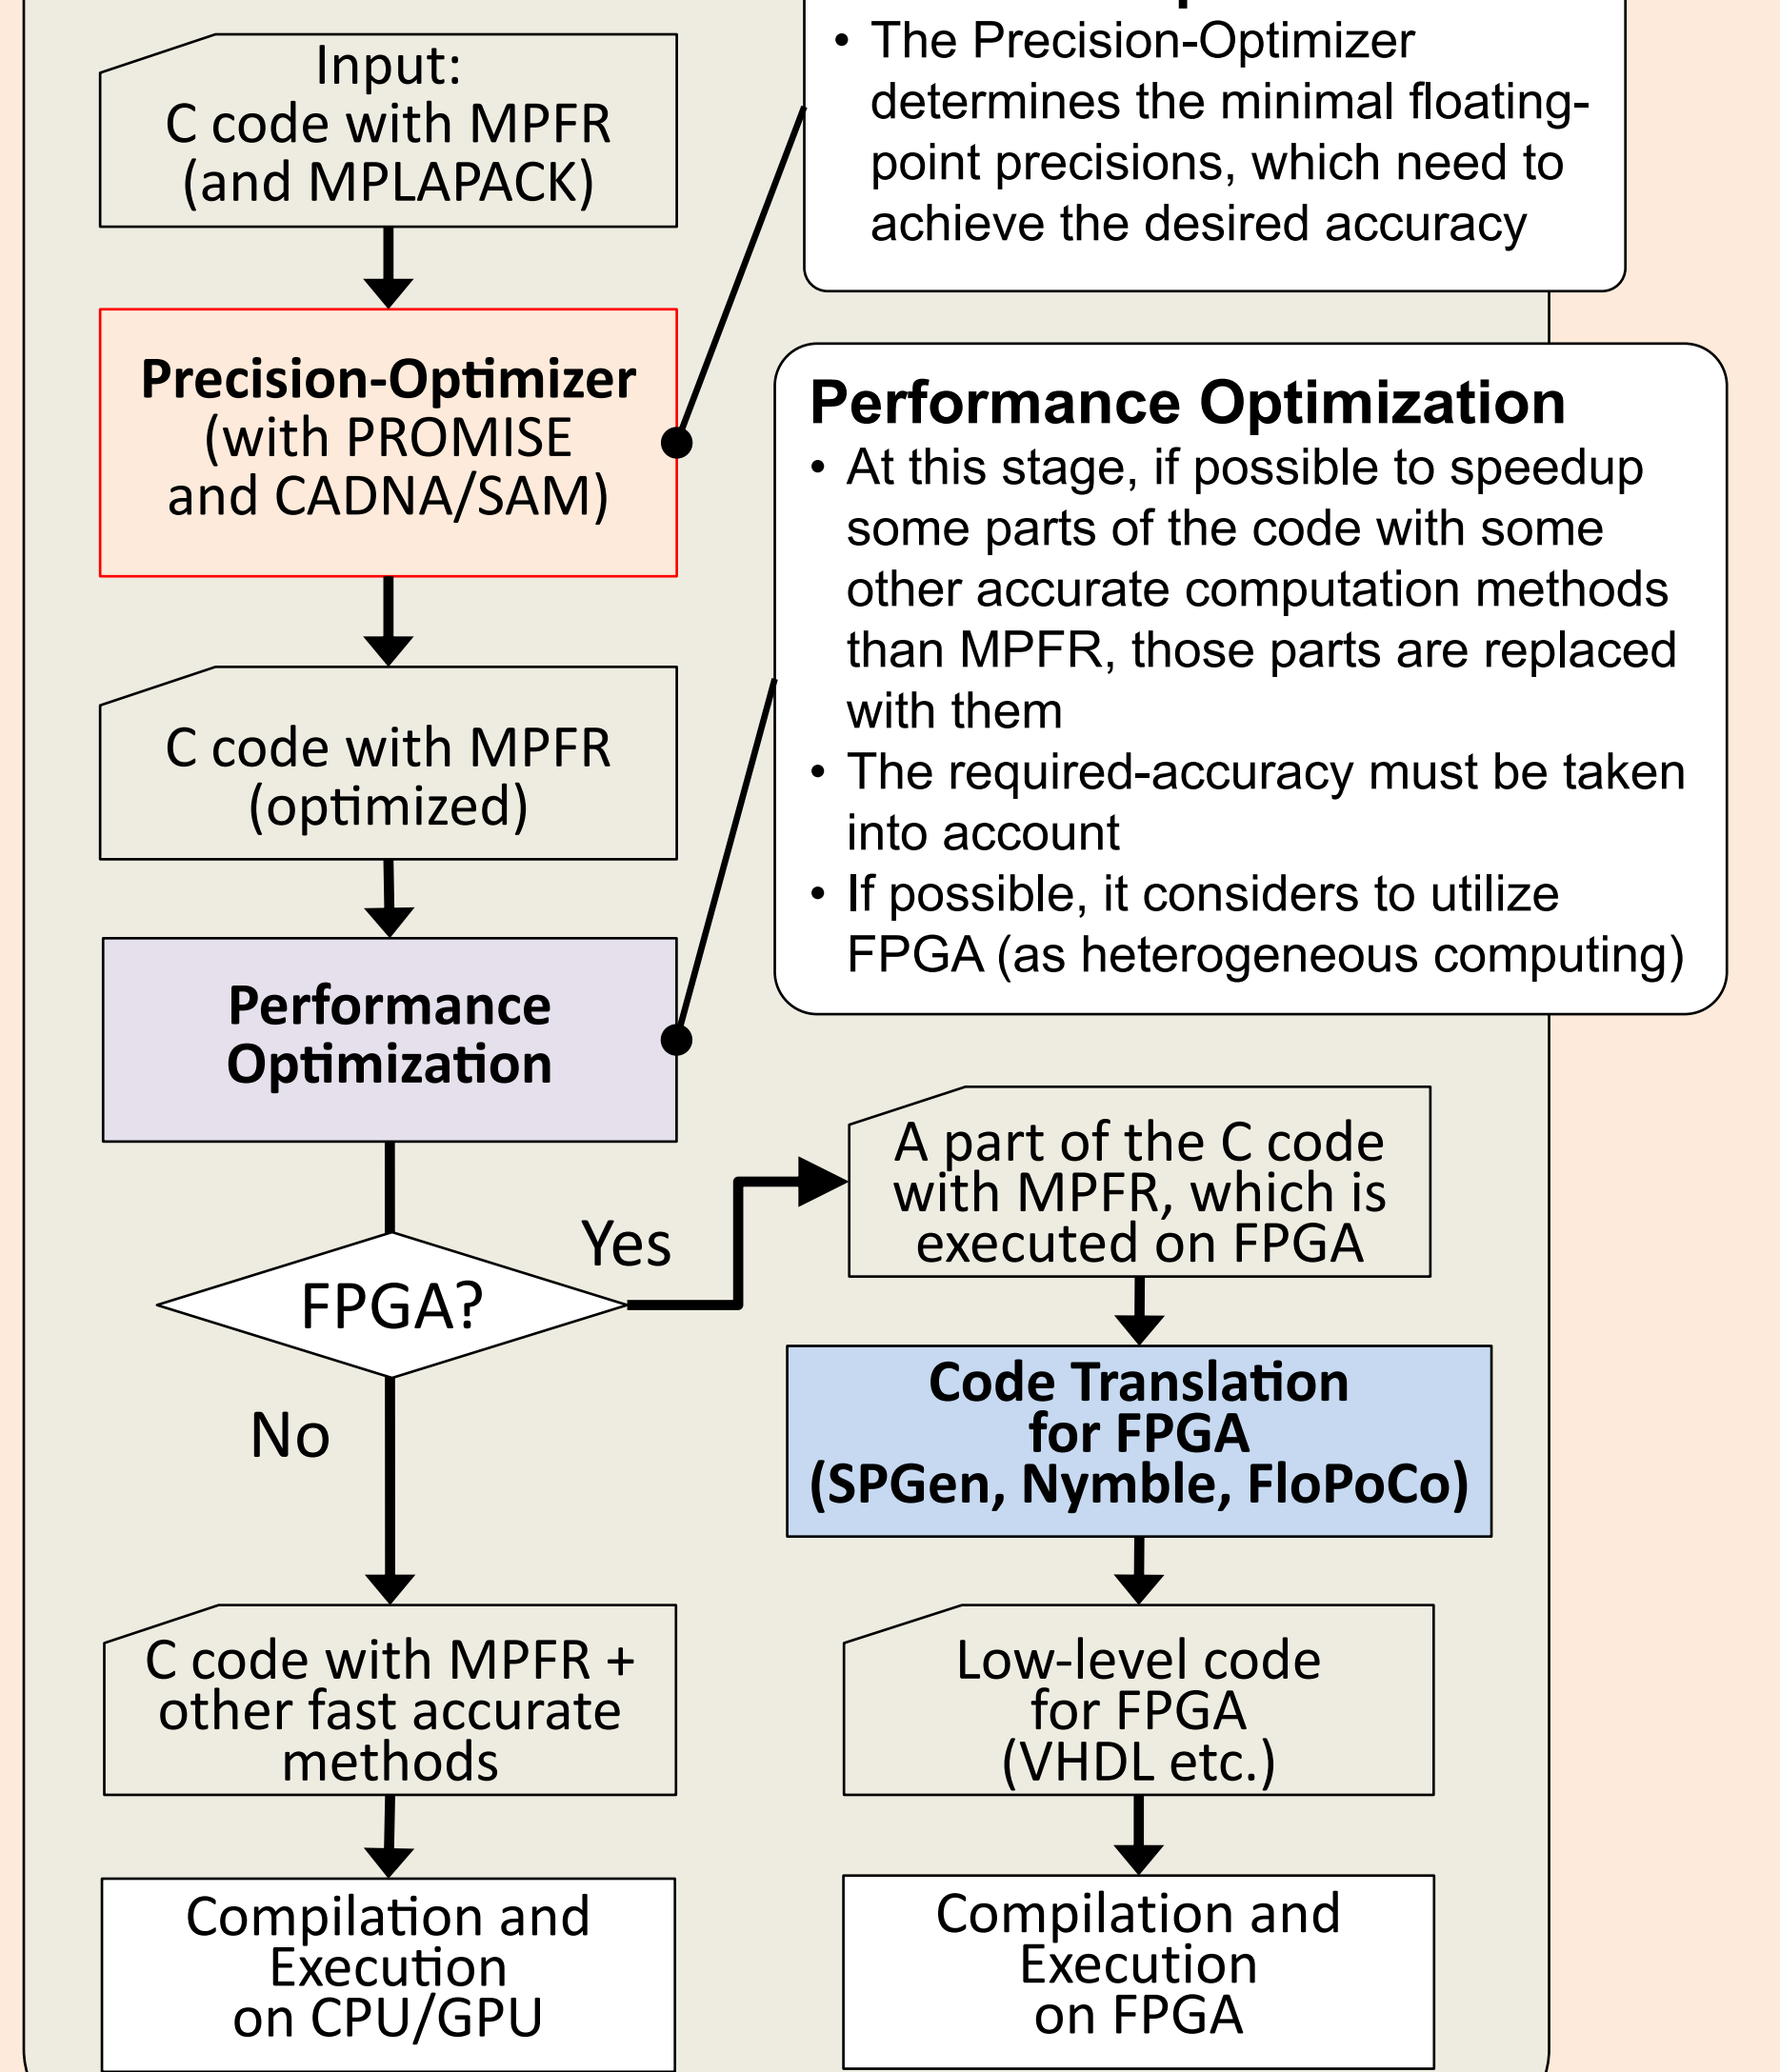 Input:
C code with MPFR
(and MPLAPACK)
• The Precision-Optimizer
determines the minimal floating-
point precisions, which need to
achieve the desired accuracy
Precision-Optimizer
(with PROMISE
and CADNA/SAM)
Performance Optimization
• At this stage, if possible to speedup
some parts of the code with some
other accurate computation methods
than MPFR, those parts are replaced
with them
• The required-accuracy must be taken
into account
• If possible, it considers to utilize
FPGA (as heterogeneous computing)
C code with MPFR
(optimized)
Performance
Optimization
FPGA?
Yes
No
A part of the C code
with MPFR, which is
executed on FPGA
Code Translation
for FPGA
(SPGen, Nymble, FloPoCo)
C code with MPFR +
other fast accurate
methods
Low-level code
for FPGA
(VHDL etc.)
Compilation and
Execution
on CPU/GPU
Compilation and
Execution
on FPGA